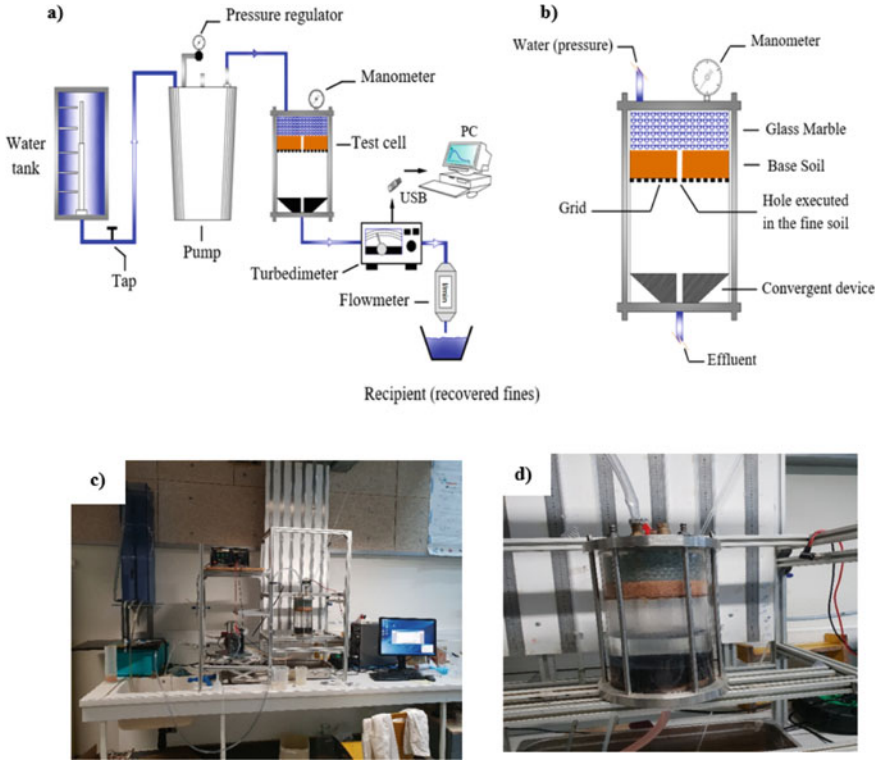 a)
Pressure regulator
Manometer
Water
tank
Test cell
PC
USB
Tap
Pump
Turbedimeter
Flowmeter
Recipient (recovered fines)
b)
Water (pressure)
Manometer
Glass Marble
Base Soil
Grid
Hole executed
in the fine soil
Convergent device
Effluent
c)
d)